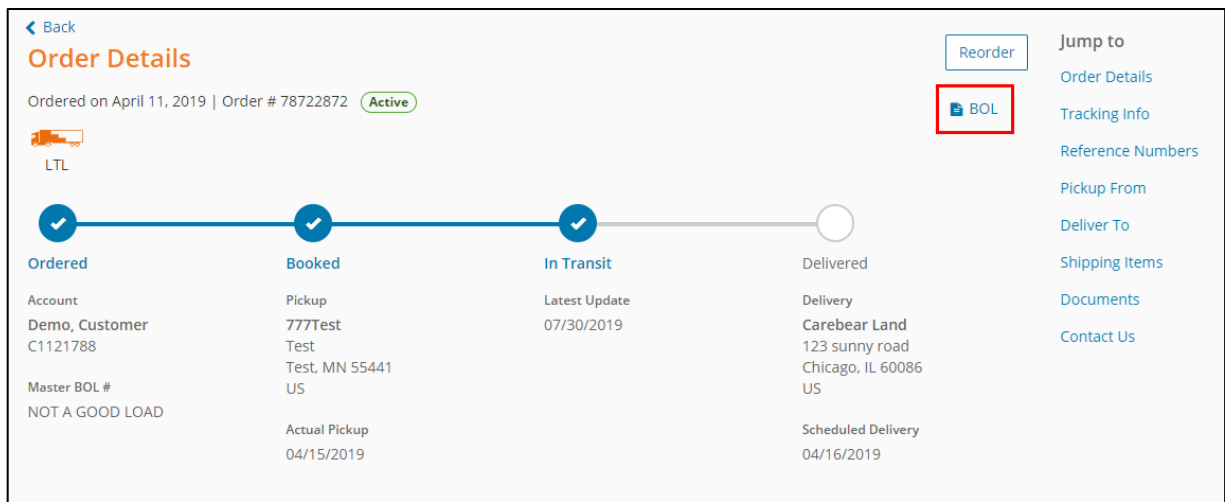 Back
Order Details
Ordered on April 11, 2019 | Order # 78722872 Active
LTL
Reorder
BOL
Ordered
Booked
In Transit
Delivered
Account
Demo, Customer
C1121788
Master BOL #
NOT A GOOD LOAD
Pickup
777Test
Test
Test, MN 55441
US
Actual Pickup
04/15/2019
Latest Update
07/30/2019
Delivery
Carebear Land
123 sunny road
Chicago, IL 60086
US
Scheduled Delivery
04/16/2019
Jump to
Order Details
Tracking Info
Reference Numbers
Pickup From
Deliver To
Shipping Items
Documents
Contact Us